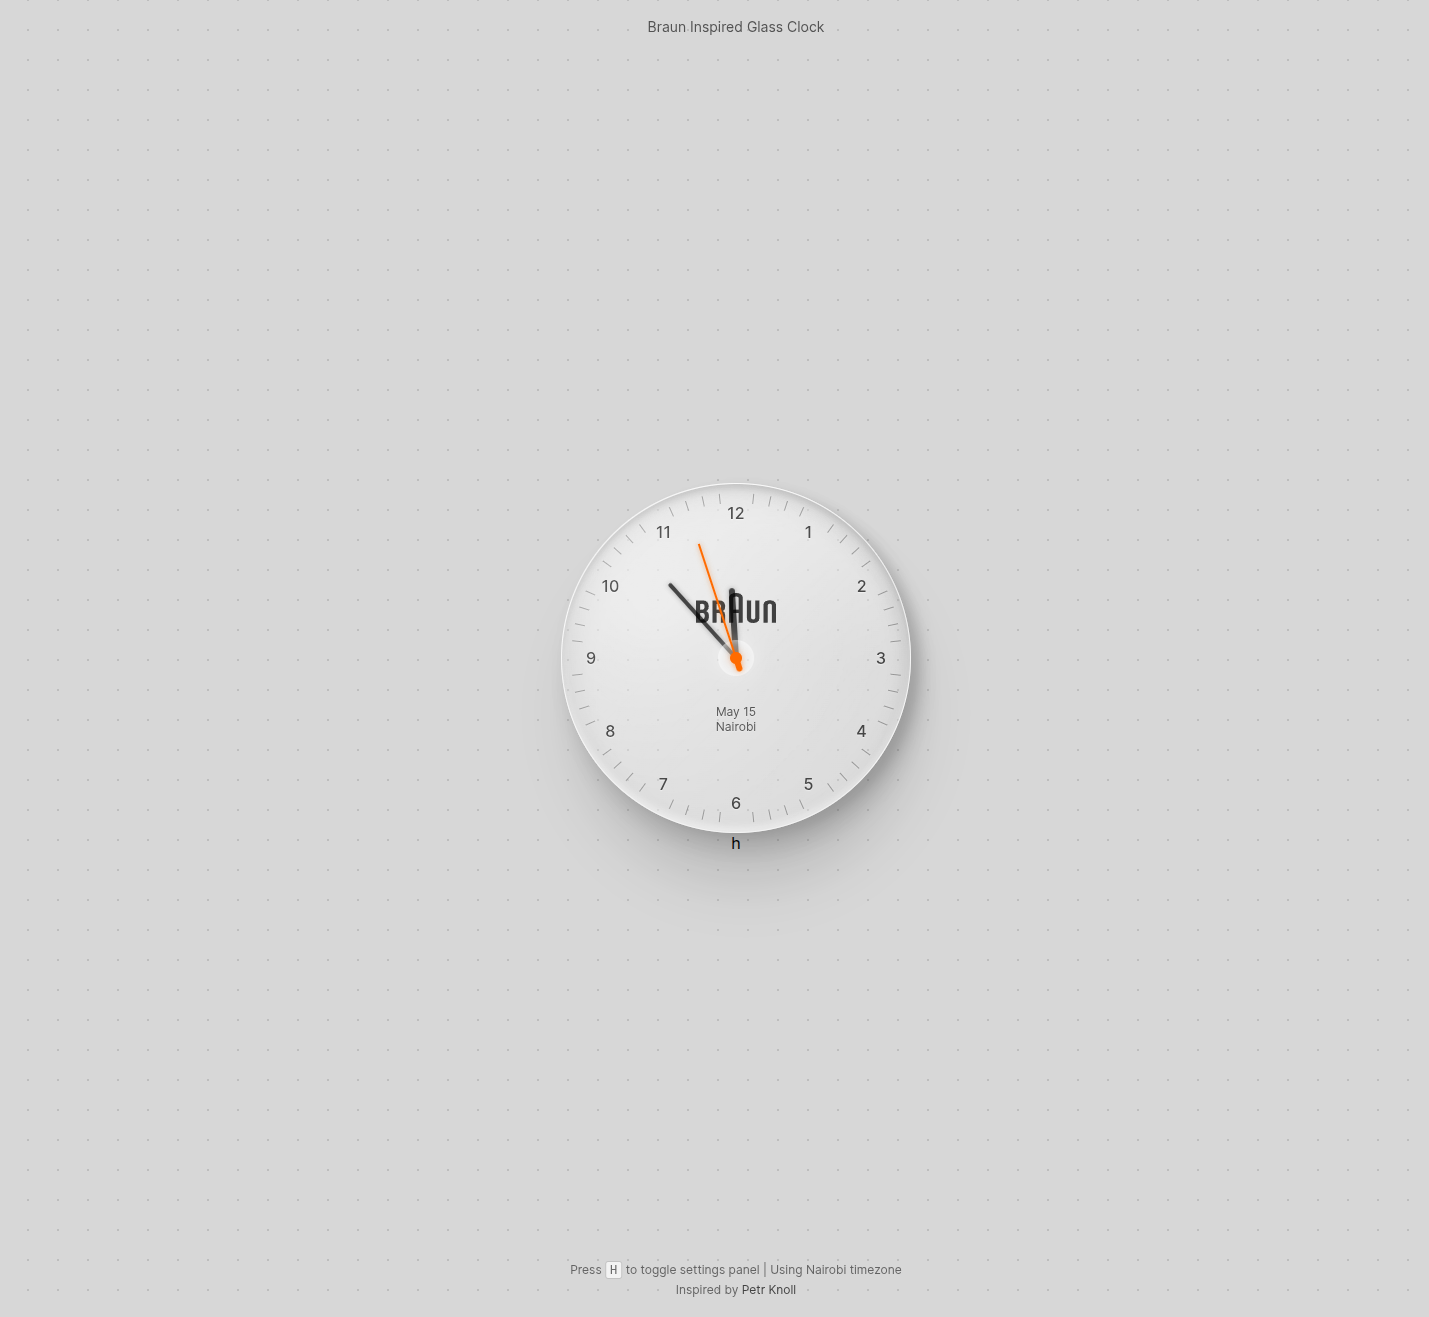 Braun Inspired Glass Clock
12
11
1
10
2
BRAUN
9
3
May 15
Nairobi
8
4
7
5
6
h
Press H to toggle settings panel | Using Nairobi timezone
Inspired by Petr Knoll